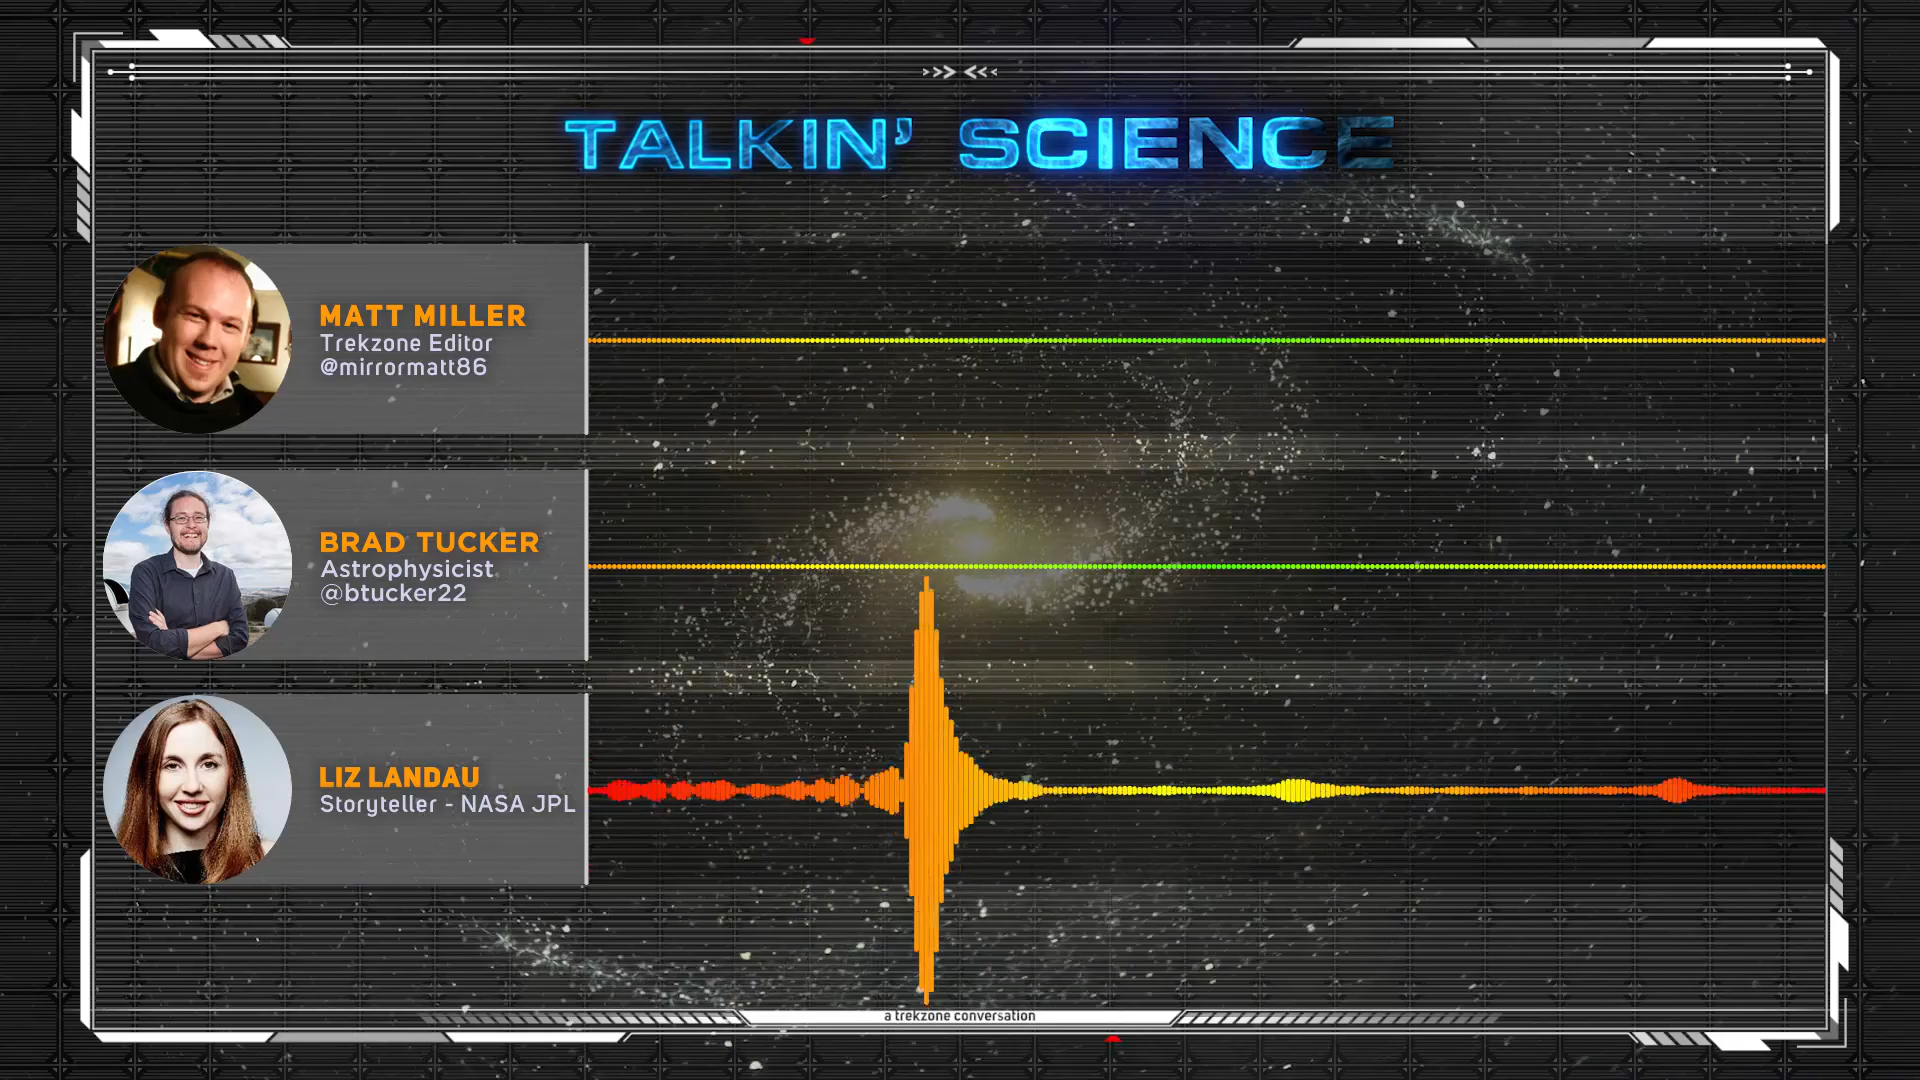 TALKIN' SCIENCE
MATT MILLER
Trekzone Editor
@mirrormatt86
BRAD TUCKER
Astrophysicist
@btucker22
LIZ LANDAU
Storyteller - NASA JPL
a trekzone conversation